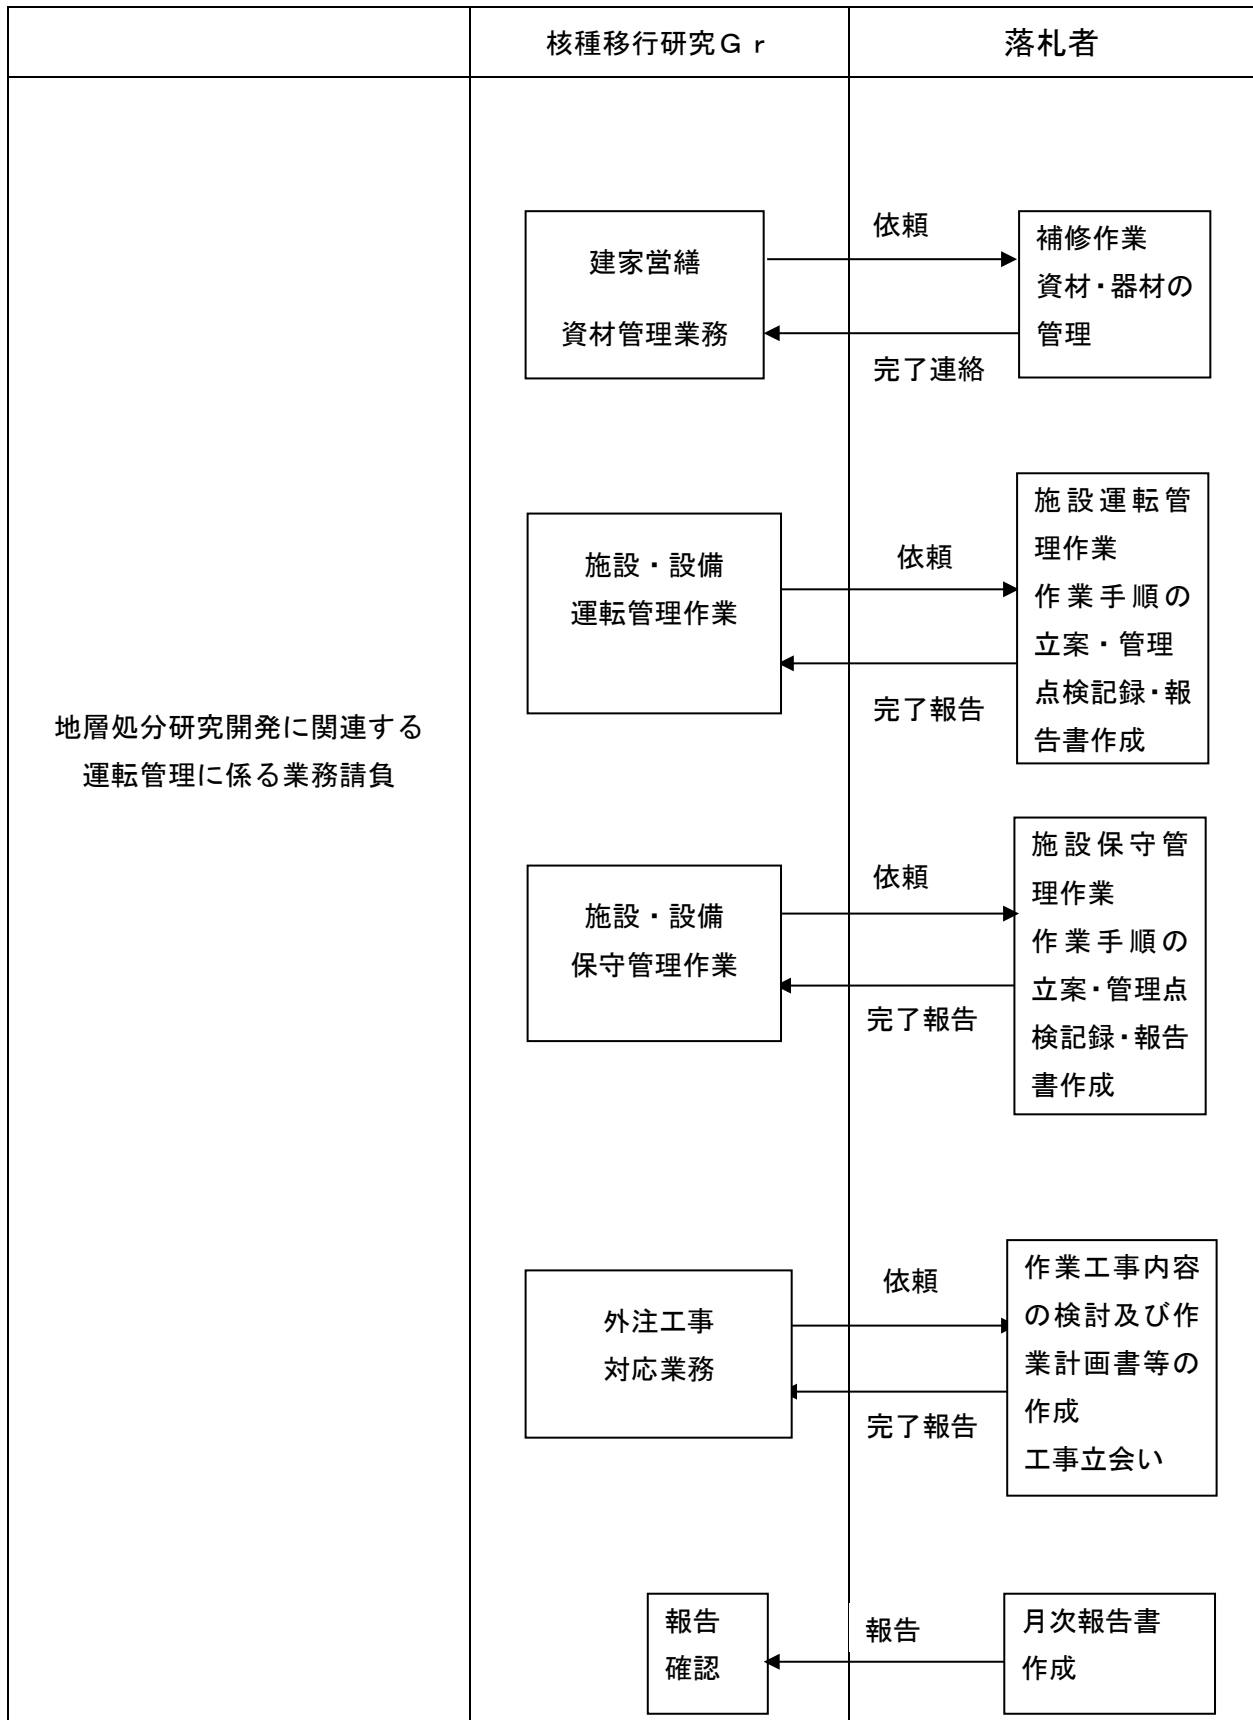 核種移行研究Ｇｒ
落札者
地層処分研究開発に関連する
運転管理に係る業務請負
建家営繕
資材管理業務
依頼
完了連絡
補修作業
資材・器材の
管理
施設・設備
運転管理作業
依頼
完了報告
施設運転管
理作業
作業手順の
立案・管理
点検記録・報
告書作成
施設・設備
保守管理作業
依頼
完了報告
施設保守管
理作業
作業手順の
立案・管理点
検記録・報告
書作成
外注工事
対応業務
依頼
完了報告
作業工事内容
の検討及び作
業計画書等の
作成
工事立会い
報告
確認
報告
月次報告書
作成